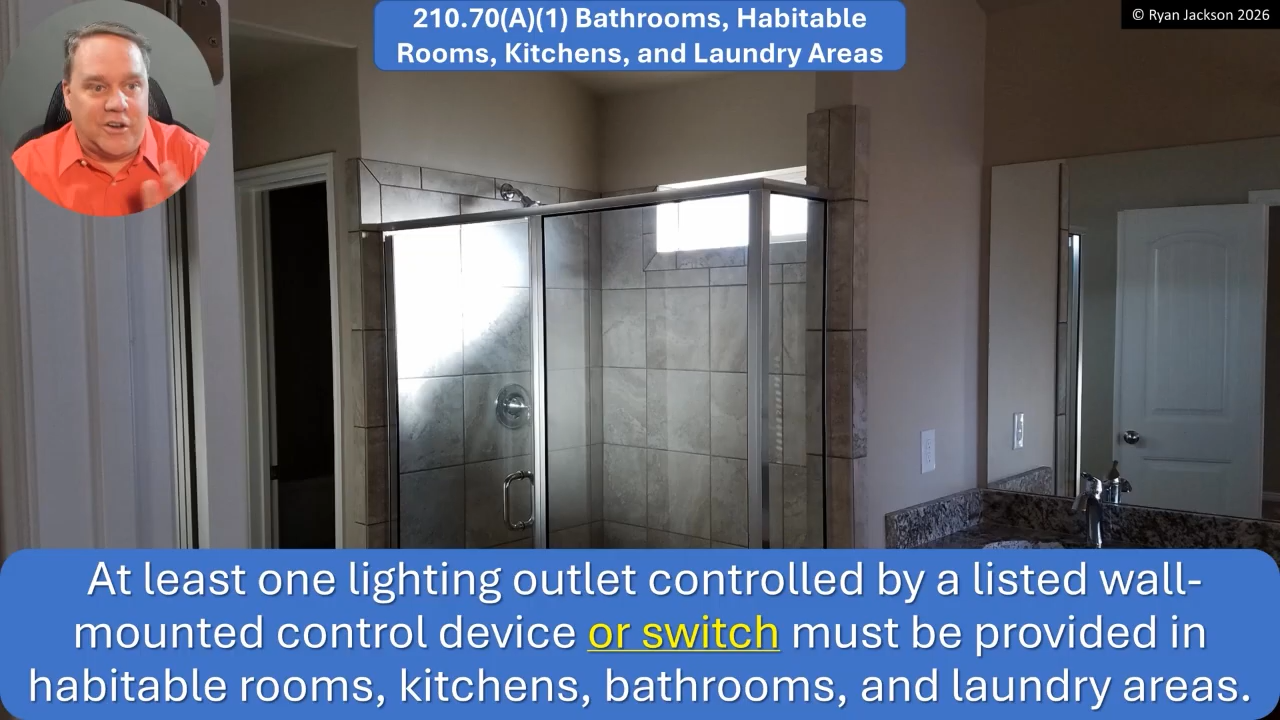 210.70(A)(1) Bathrooms, Habitable
Rooms, Kitchens, and Laundry Areas
© Ryan Jackson 2026
At least one lighting outlet controlled by a listed wall-
mounted control device or switch must be provided in
habitable rooms, kitchens, bathrooms, and laundry areas.